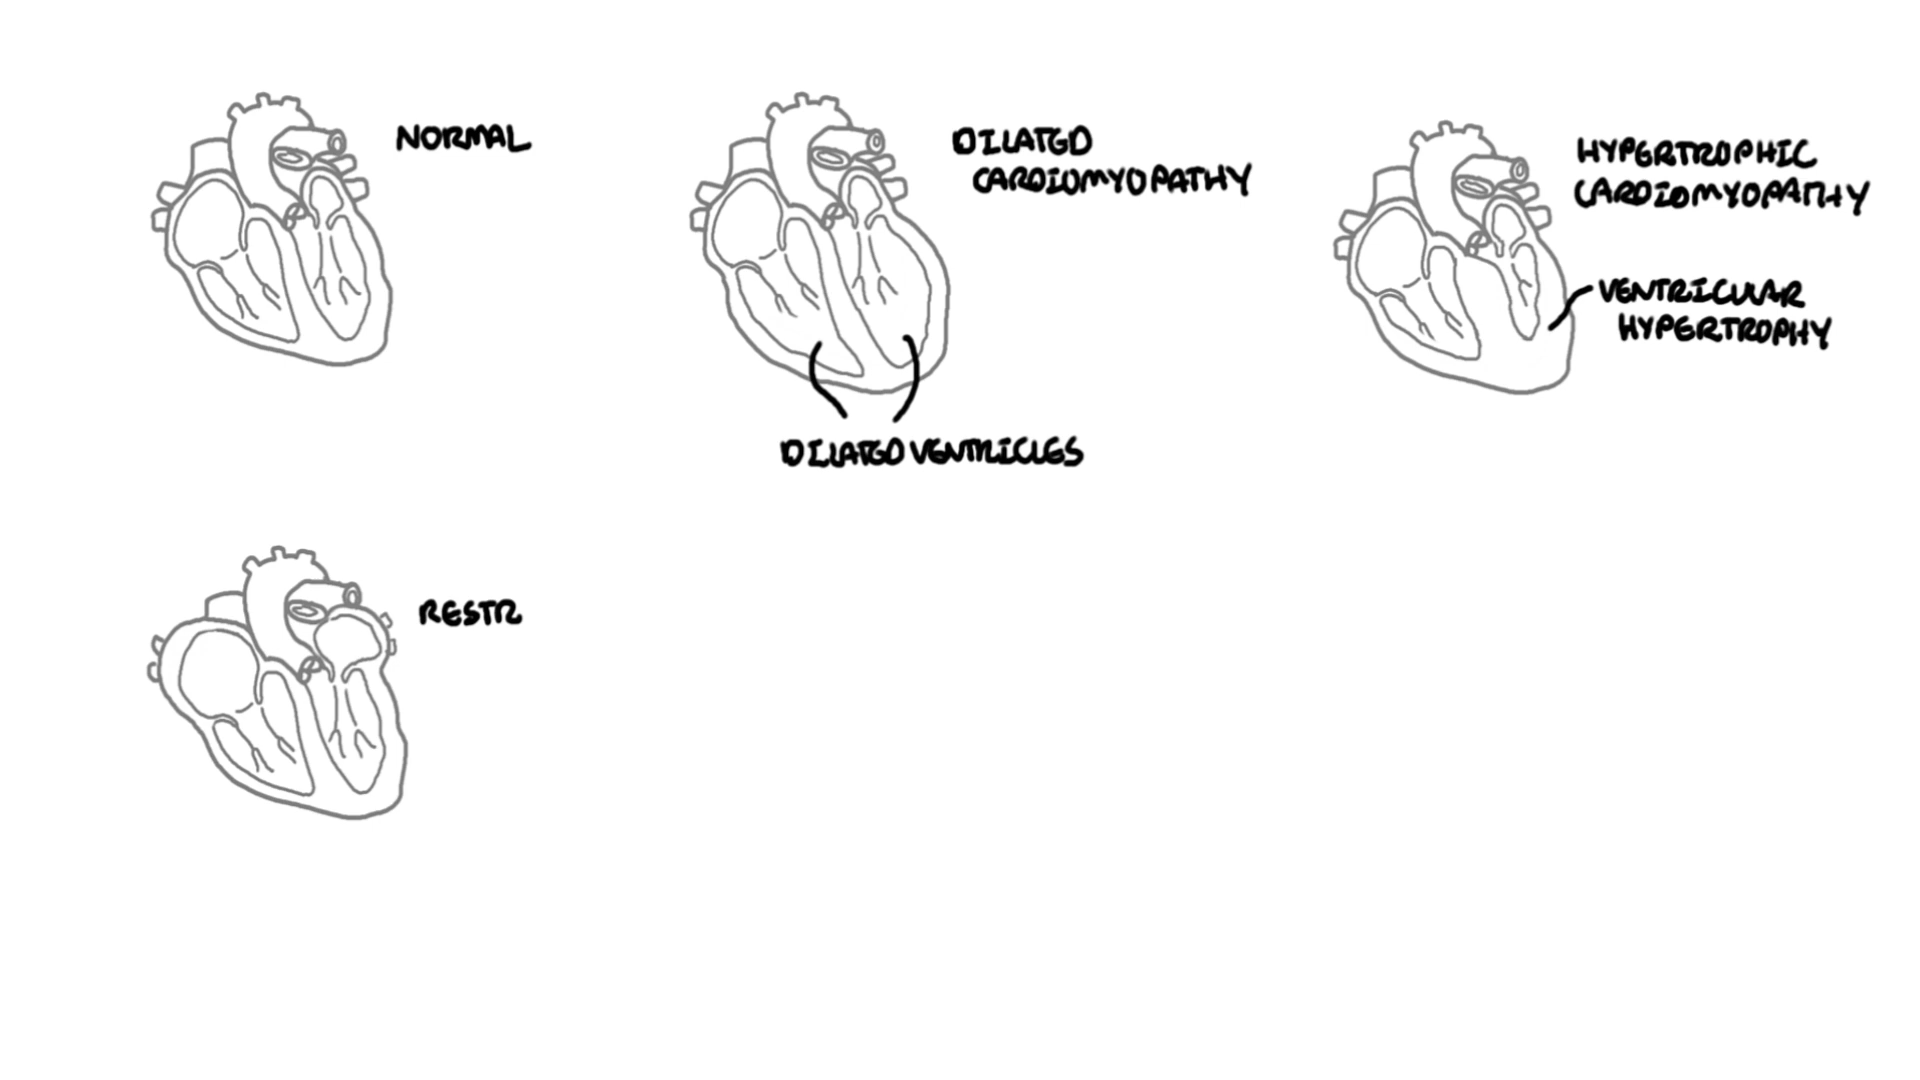 NORMAL
DILATED
CARDIOMYOPATHY
HYPERTROPHIC
CARDIOMYOPATHY
VENTRICULAR
HYPERTROPHY
DILATED VENTRICLES
RESTR